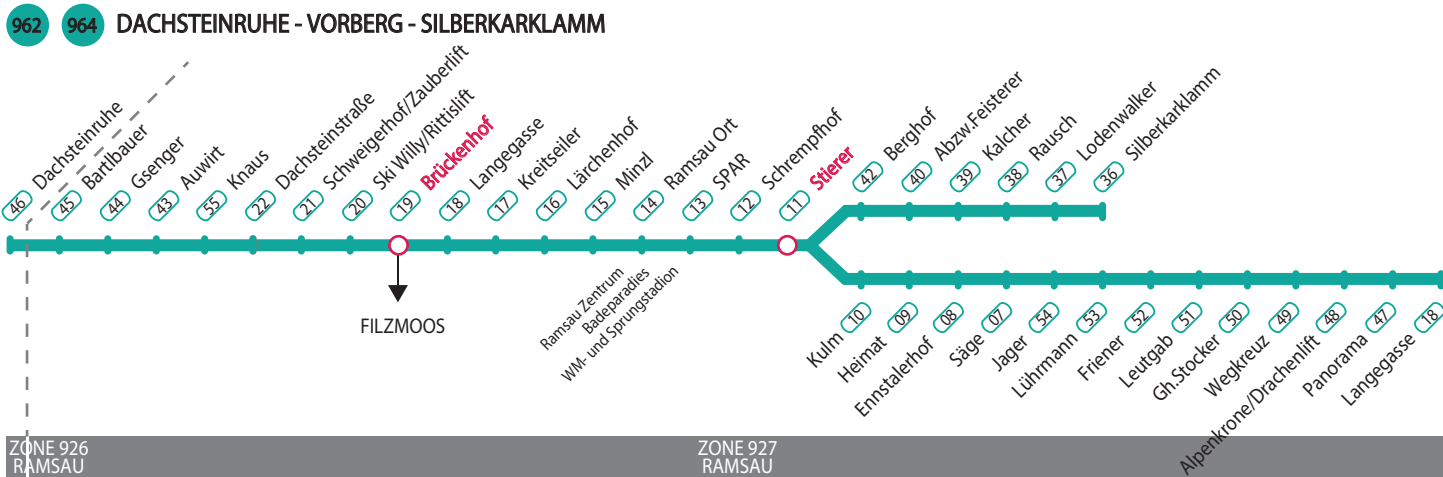 962 964 DACHSTEINRUHE - VORBERG - SILBERKARKLAMM
46 Dachsteinruhe
45 Bartlbauer
44 Gsenger
43 Auwirt
55 Knaus
22 Dachsteinstraße
21 Schweigerhof/Zauberlift
20 Ski Willy/Rittislift
19 Brückenhof
18 Langegasse
17 Kreitseiler
16 Lärchenhof
15 Minzl
14 Ramsau Ort
13 SPAR
12 Schrempfhof
11 Stierer
42 Berghof
40 Abzw.Feisterer
39 Kalcher
38 Rausch
37 Lodenwalker
36 Silberkarklamm
FILZMOOS
Ramsau Zentrum
Badeparadies
WM- und Sprungstadion
Kulm 10
Heimat 09
Ennstalerhof 08
Säge 07
Jager 54
Lührmann 53
Friener 52
Leutgab 51
Gh.Stocker 50
Wegkreuz 49
Alpenkrone/Drachenlift 48
Panorama 47
Langegasse 18
ZONE 926
RAMSAU
ZONE 927
RAMSAU